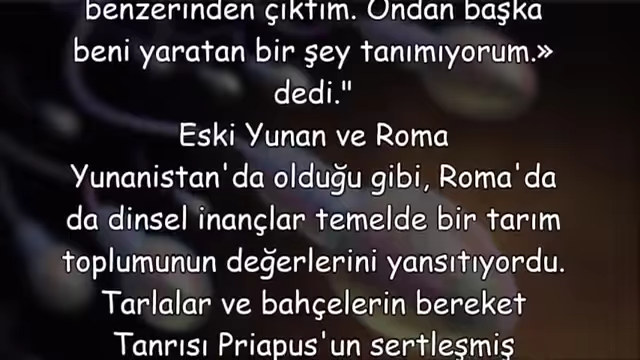 benzerinden çıktım. Ondan başka
beni yaratan bir şey tanımıyorum.»
dedi."
Eski Yunan ve Roma
Yunanistan'da olduğu gibi, Roma'da
da dinsel inançlar temelde bir tarım
toplumunun değerlerini yansıtıyordu.
Tarlalar ve bahçelerin bereket
Tanrısı Priapus'un sertleşmiş